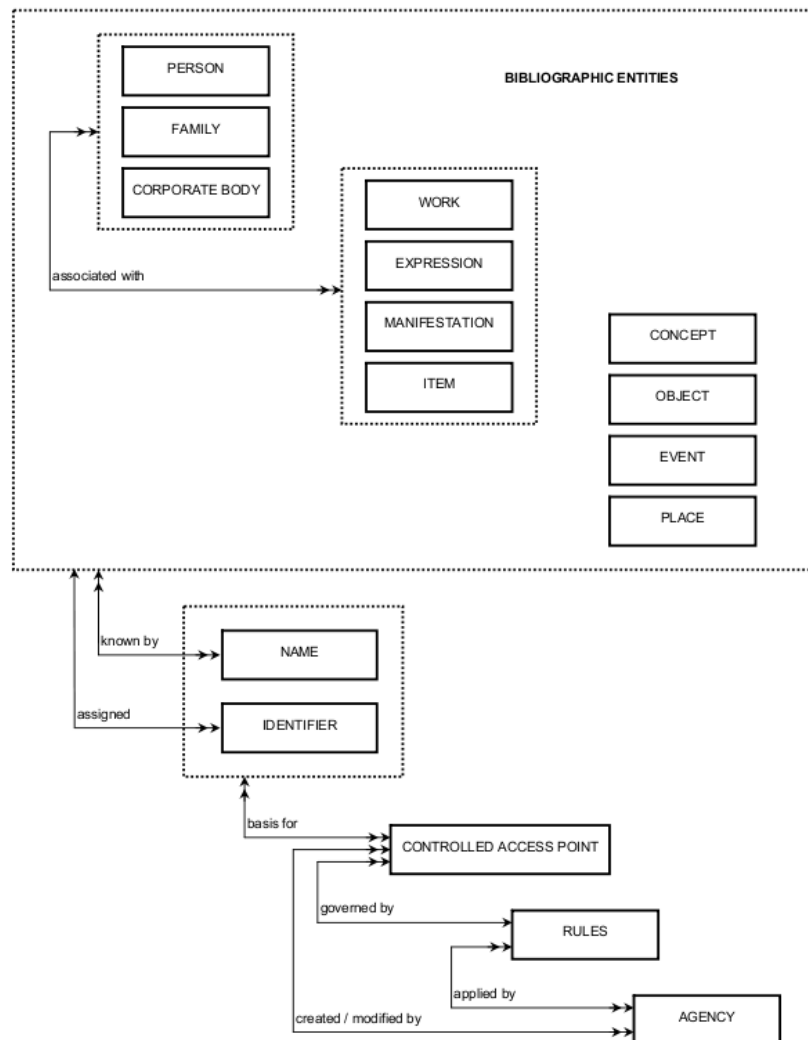 PERSON
BIBLIOGRAPHIC ENTITIES
FAMILY
CORPORATE BODY
WORK
associated with
EXPRESSION
MANIFESTATION
CONCEPT
ITEM
OBJECT
EVENT
PLACE
known by
NAME
assigned
IDENTIFIER
basis for
CONTROLLED ACCESS POINT
governed by
RULES
applied by
created / modified by
AGENCY